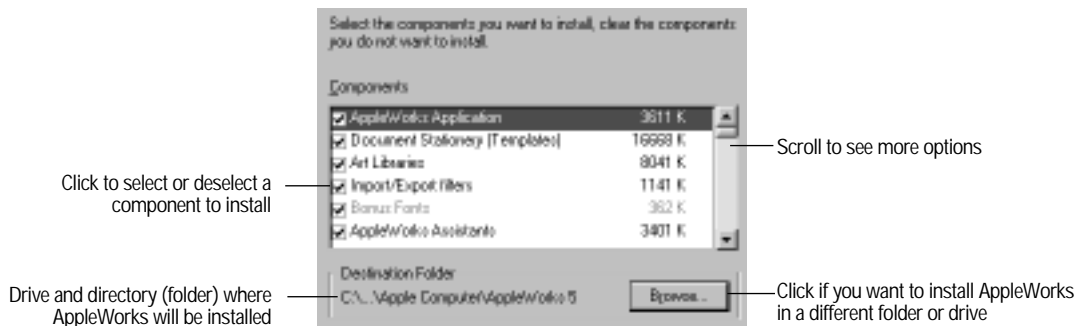 Select the components you want to install, clear the components
you do not want to install.
Components
AppleWorks Application 3611 K
Document Stationery (Templates) 16668 K
Art Libraries 8041 K
Import/Export filters 1141 K
Bonus Fonts 362 K
AppleWorks Assistants 3401 K
Scroll to see more options
Click to select or deselect a
component to install
Destination Folder
C:\...\Apple Computer\AppleWorks 5
Browse...
Drive and directory (folder) where
AppleWorks will be installed
Click if you want to install AppleWorks
in a different folder or drive